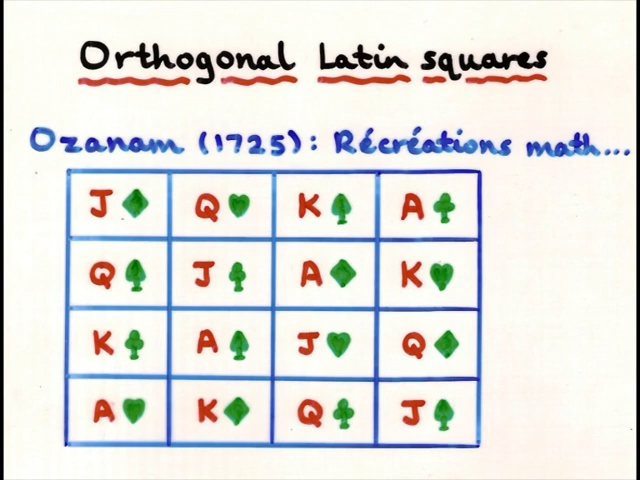 Orthogonal Latin squares
Ozanam (1725): Récréations math...
J♦ Q♥ K♠ A♣
Q♠ J♣ A♦ K♥
K♣ A♠ J♥ Q♦
A♥ K♦ Q♣ J♠